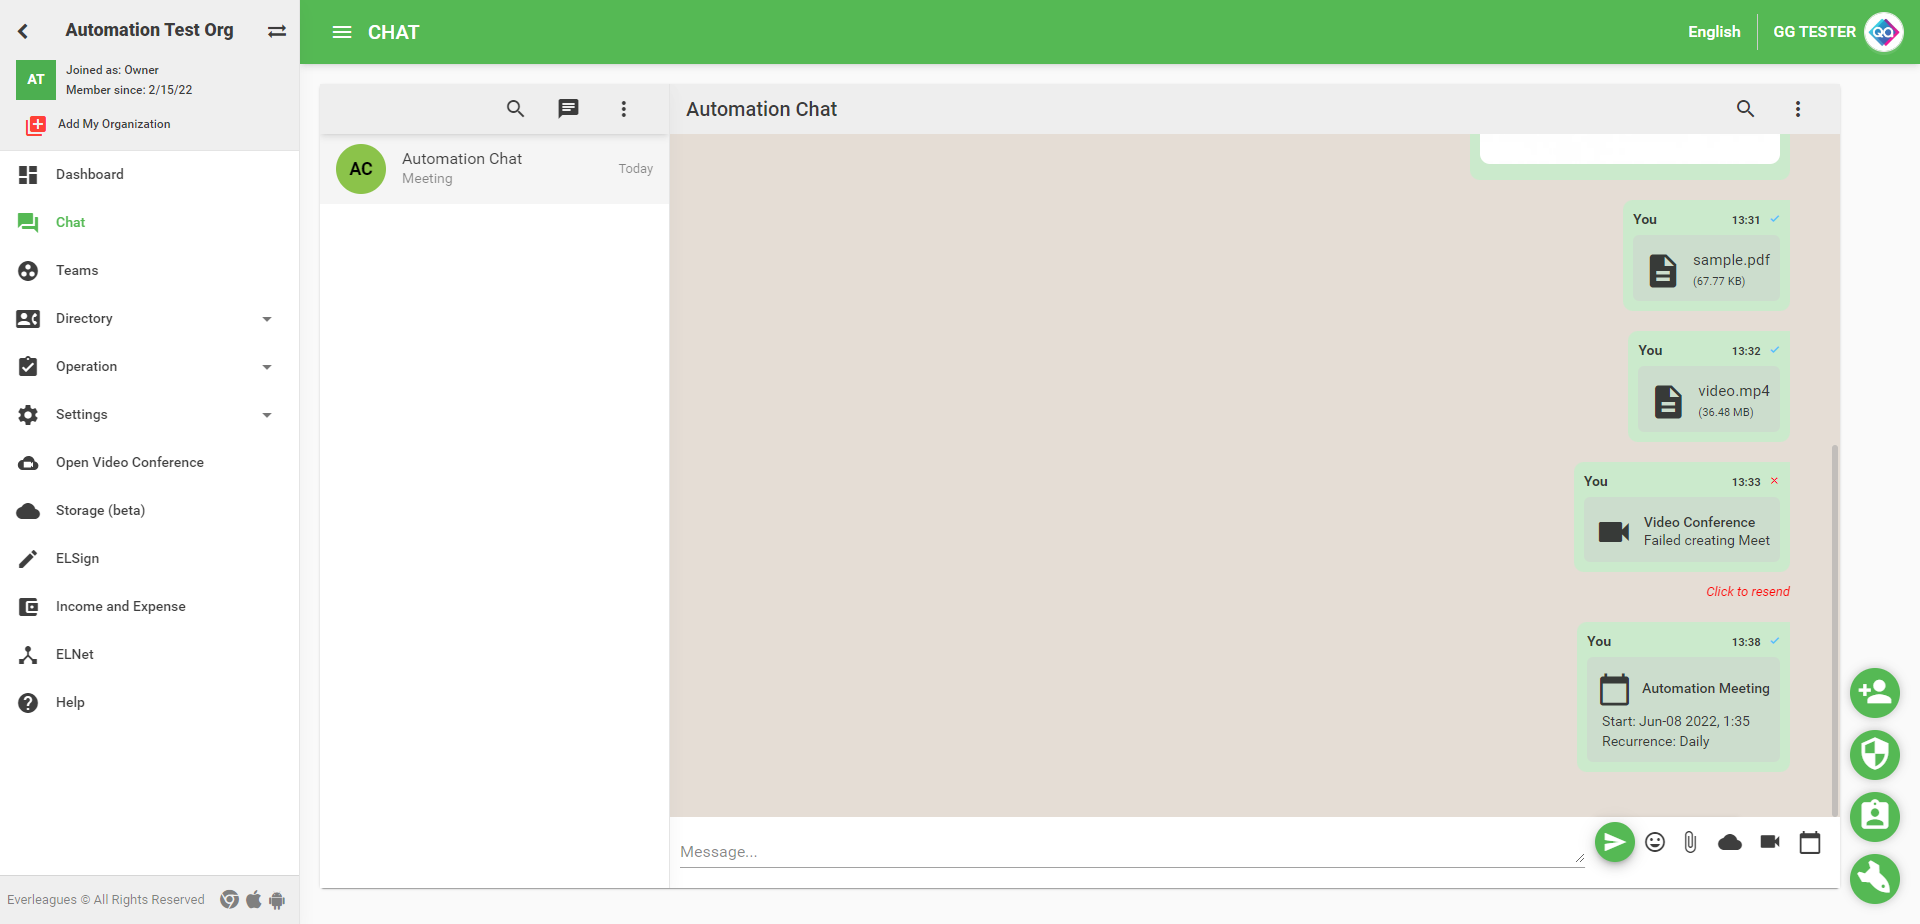 Automation Test Org
AT
Joined as: Owner
Member since: 2/15/22
Add My Organization
Dashboard
Chat
Teams
Directory
Operation
Settings
Open Video Conference
Storage (beta)
ELSign
Income and Expense
ELNet
Help
Everleagues © All Rights Reserved
CHAT
English
GG TESTER
QA
AC
Automation Chat
Meeting
Today
Automation Chat
You 13:31
sample.pdf
(67.77 KB)
You 13:32
video.mp4
(36.48 MB)
You 13:33
Video Conference
Failed creating Meet
Click to resend
You 13:38
Automation Meeting
Start: Jun-08 2022, 1:35
Recurrence: Daily
Message...